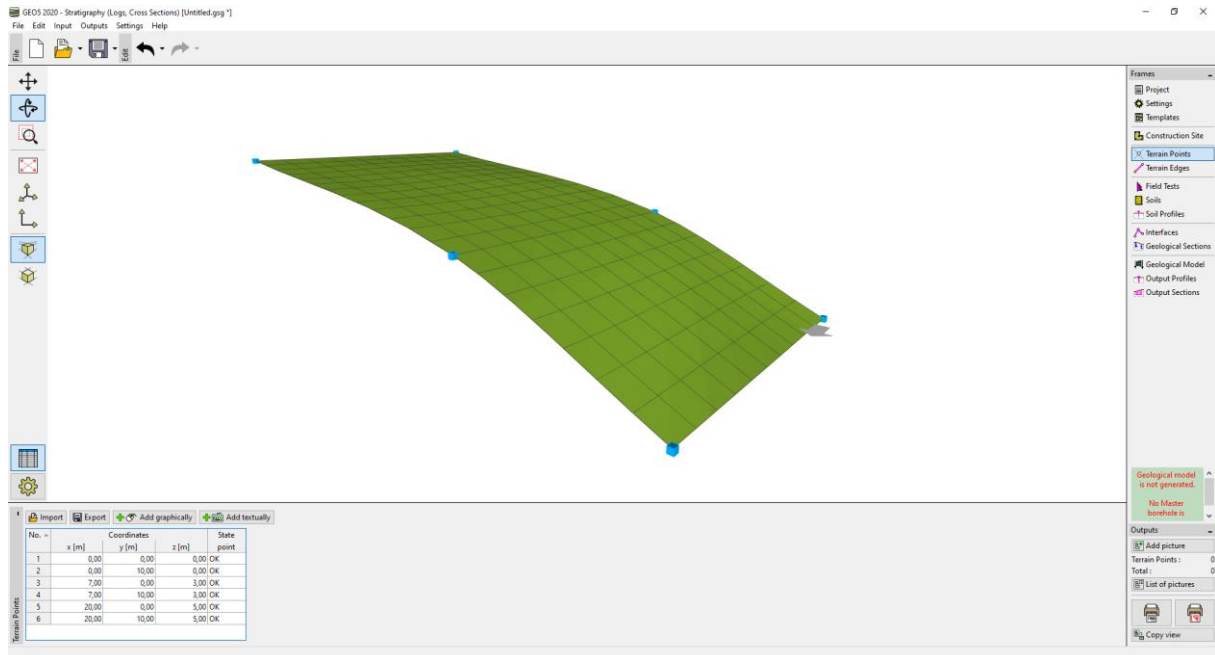 GEO5 2020 - Stratigraphy (Logs, Cross Sections) [Untitled.gsg *]
File Edit Input Outputs Settings Help
File
Edit
Frames
Project
Settings
Templates
Construction Site
Terrain Points
Terrain Edges
Field Tests
Soils
Soil Profiles
Interfaces
Geological Sections
Geological Model
Output Profiles
Output Sections
Geological model
is not generated.
No Master
borehole is
Outputs
Add picture
Terrain Points : 0
Total : 0
List of pictures
Copy view
Import Export Add graphically Add textually
No. Coordinates State
x [m] y [m] z [m] point
1 0,00 0,00 0,00 OK
2 0,00 10,00 0,00 OK
3 7,00 0,00 3,00 OK
4 7,00 10,00 3,00 OK
5 20,00 0,00 5,00 OK
6 20,00 10,00 5,00 OK
Terrain Points